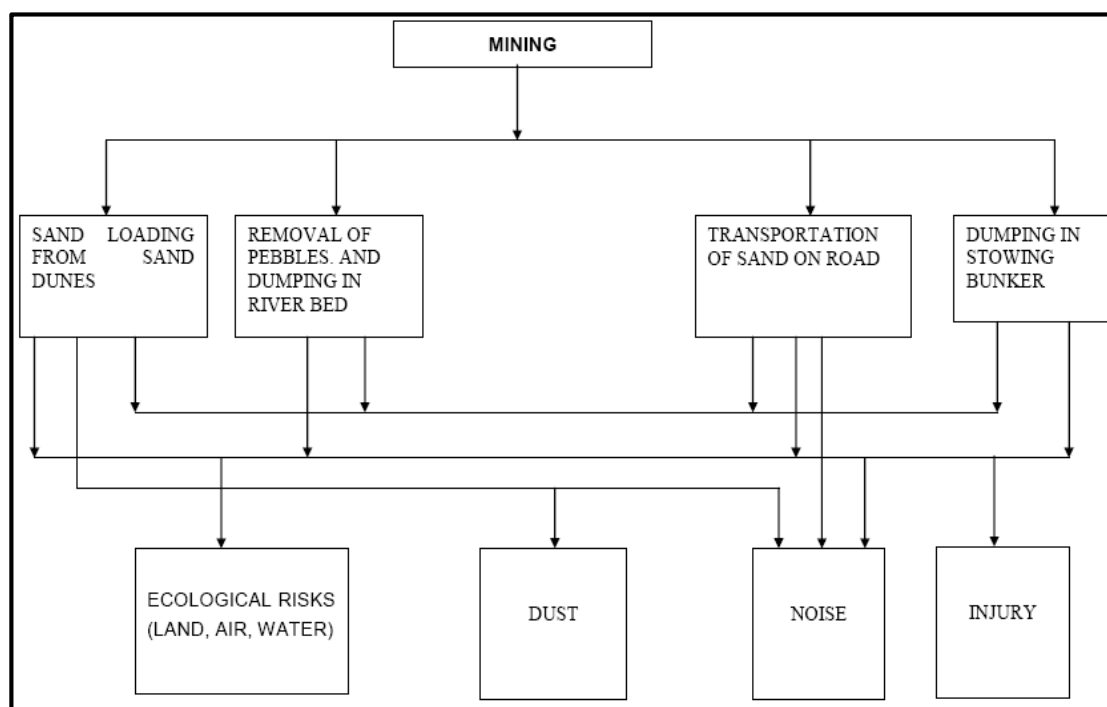 MINING
SAND LOADING
FROM SAND
DUNES
REMOVAL OF
PEBBLES. AND
DUMPING IN
RIVER BED
TRANSPORTATION
OF SAND ON ROAD
DUMPING IN
STOWING
BUNKER
ECOLOGICAL RISKS
(LAND, AIR, WATER)
DUST
NOISE
INJURY